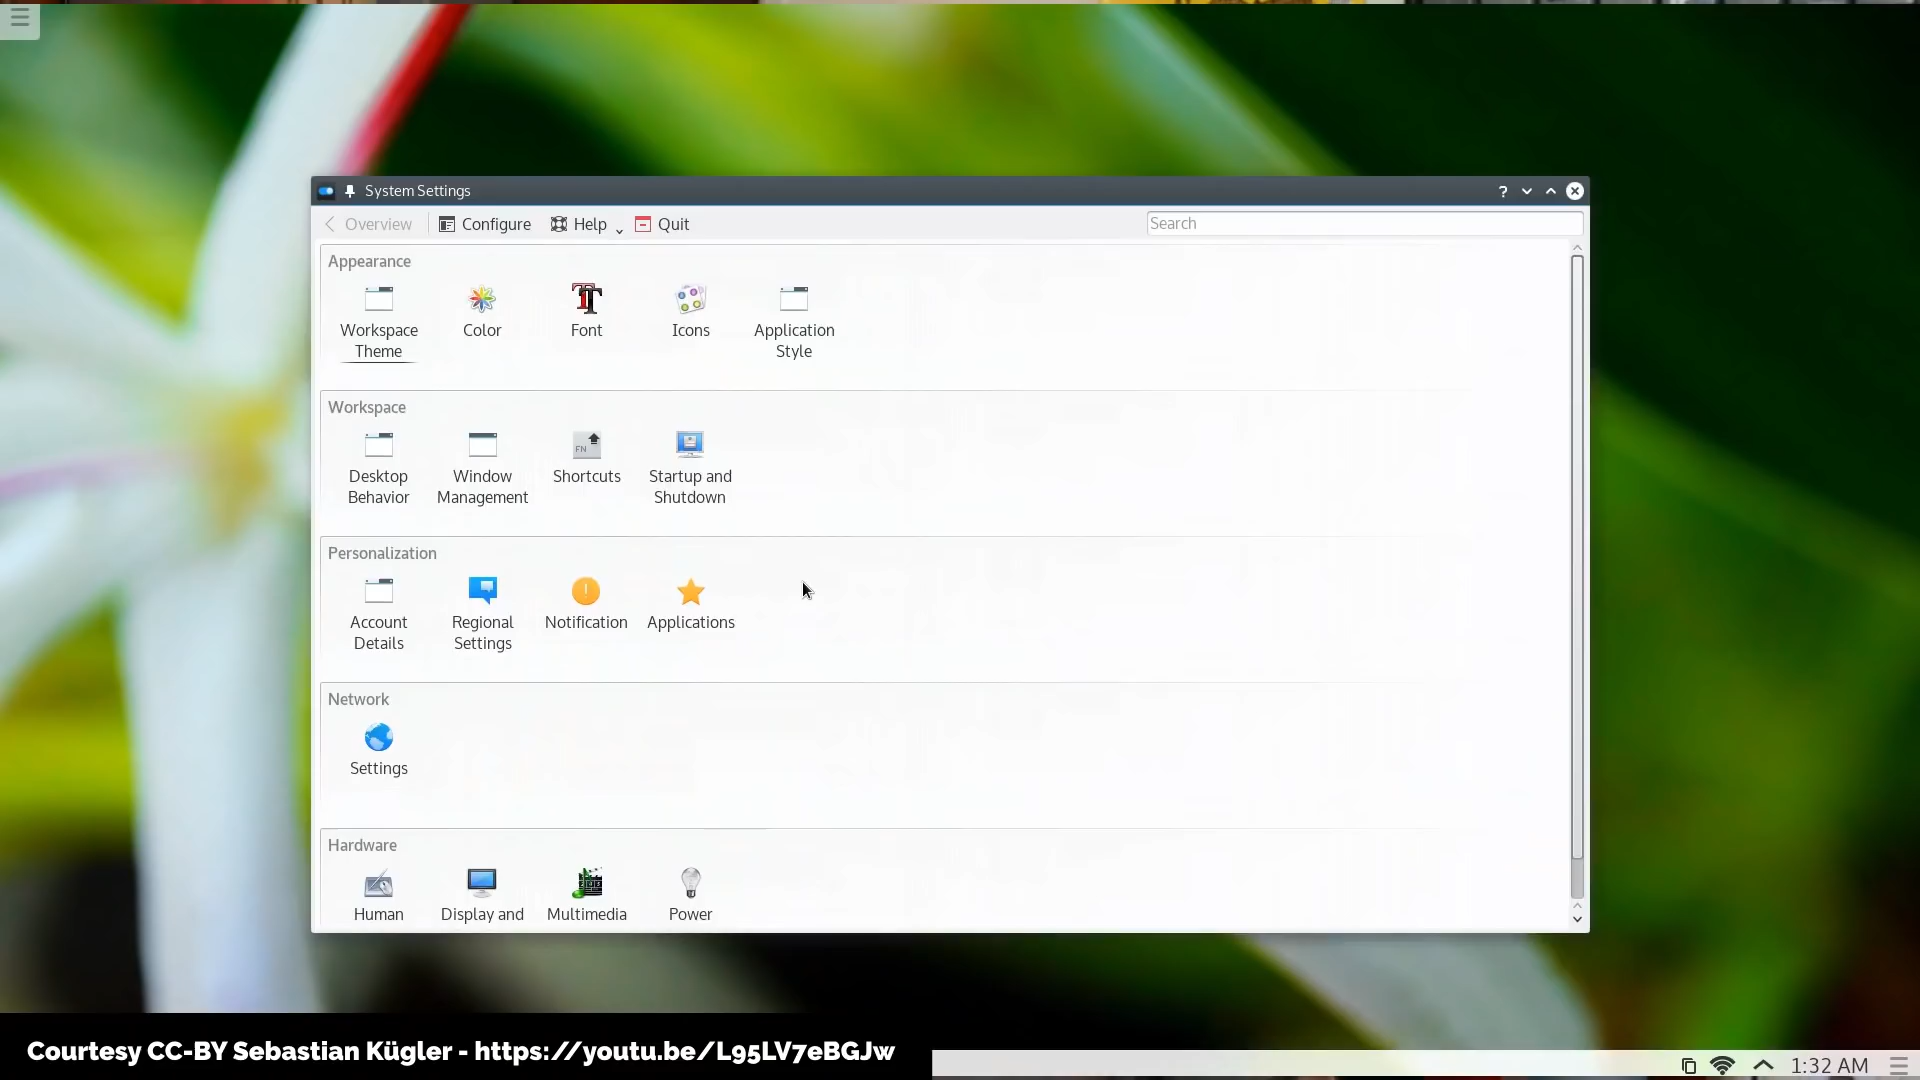 System Settings
?
Overview Configure Help Quit Search
Appearance
Workspace
Theme
Color
Font
Icons
Application
Style
Workspace
Desktop
Behavior
Window
Management
FN
Shortcuts
Startup and
Shutdown
Personalization
Account
Details
Regional
Settings
Notification
Applications
Network
Settings
Hardware
Human
Display and
Multimedia
Power
Courtesy CC-BY Sebastian Kügler - https://youtu.be/L95LV7eBGJw
1:32 AM